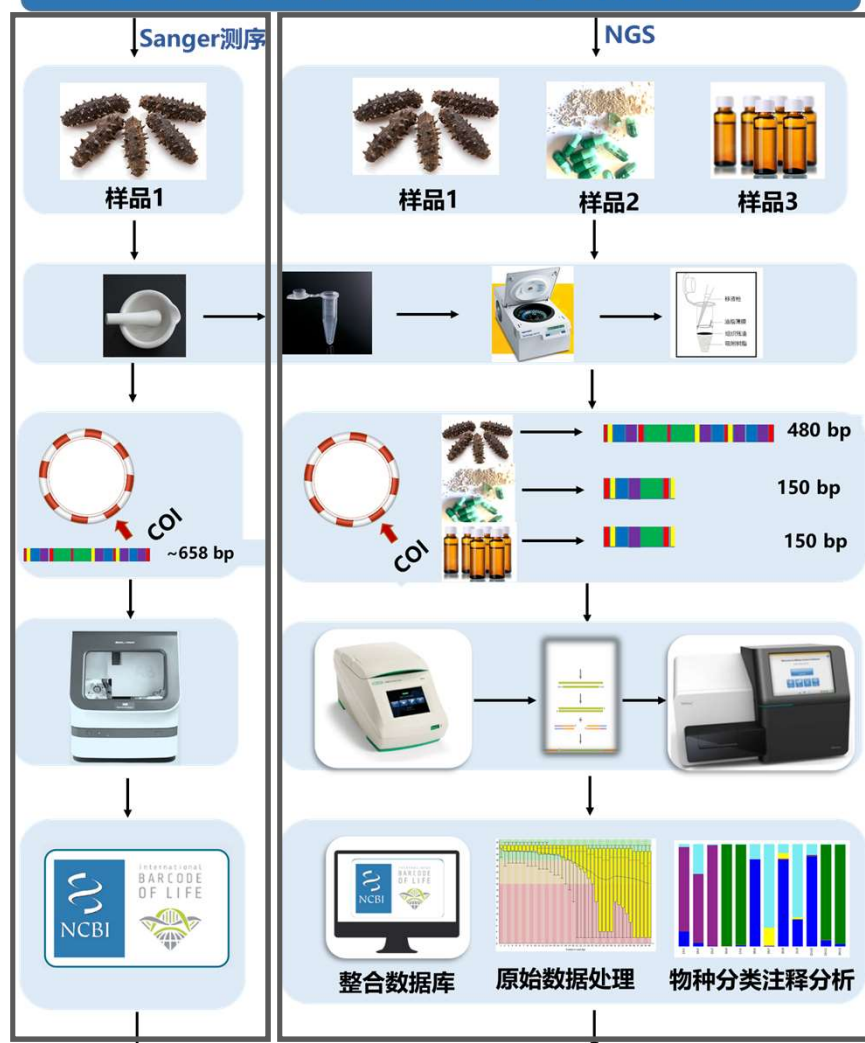 Sanger测序
NGS
样品1
样品1
样品2
样品3
移液枪
COI
~658 bp
COI
480 bp
150 bp
150 bp
NCBI
International
BARCODE
OF LIFE
NCBI
BARCODE
OF LIFE
整合数据库
原始数据处理
物种分类注释分析